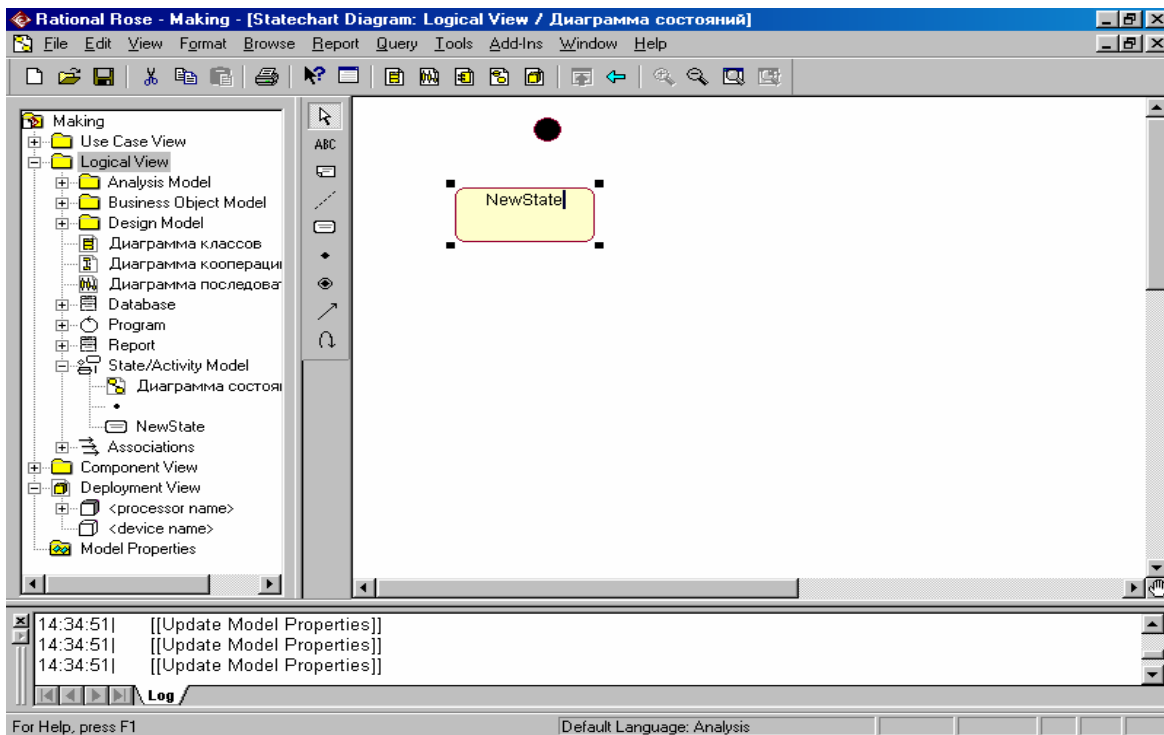 Rational Rose - Making - [Statechart Diagram: Logical View / Диаграмма состояний]
File Edit View Format Browse Report Query Tools Add-Ins Window Help
Making
Use Case View
Logical View
Analysis Model
Business Object Model
Design Model
Диаграмма классов
Диаграмма кооперации
Диаграмма последоват
Database
Program
Report
State/Activity Model
Диаграмма состоян
NewState
Associations
Component View
Deployment View
<processor name>
<device name>
Model Properties
ABC
NewState
14:34:51| [[Update Model Properties]]
14:34:51| [[Update Model Properties]]
14:34:51| [[Update Model Properties]]
Log
For Help, press F1
Default Language: Analysis